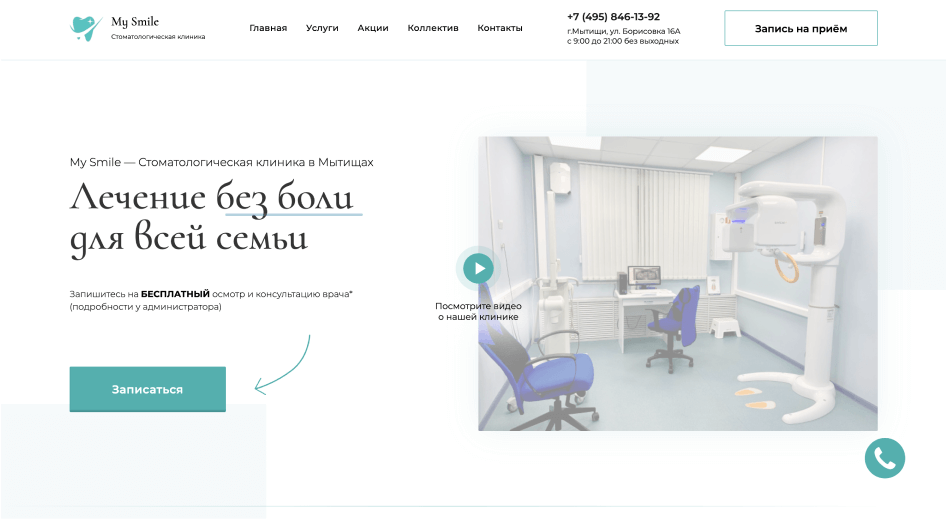 My Smile
Стоматологическая клиника
Главная
Услуги
Акции
Коллектив
Контакты
+7 (495) 846-13-92
г.Мытищи, ул. Борисовка 16А
с 9:00 до 21:00 без выходных
Запись на приём
My Smile — Стоматологическая клиника в Мытищах
Лечение без боли
для всей семьи
Запишитесь на БЕСПЛАТНЫЙ осмотр и консультацию врача*
(подробности у администратора)
Посмотрите видео
о нашей клинике
Записаться